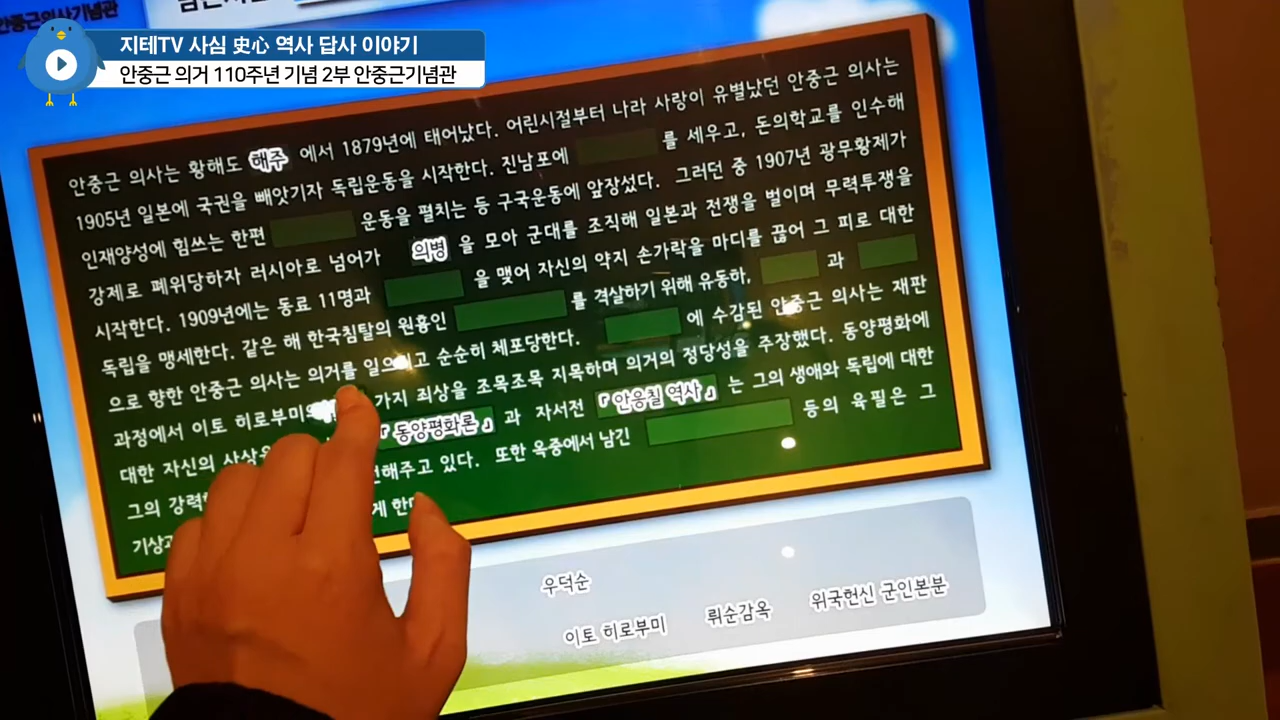 안중근의사기념관
지테TV 사심 史心 역사 답사 이야기
안중근 의거 110주년 기념 2부 안중근기념관
안중근 의사는 황해도 해주 에서 1879년에 태어났다. 어린시절부터 나라 사랑이 유별났던 안중근 의사는
1905년 일본에 국권을 빼앗기자 독립운동을 시작한다. 진남포에 를 세우고, 돈의학교를 인수해
인재양성에 힘쓰는 한편 운동을 펼치는 등 구국운동에 앞장섰다. 그러던 중 1907년 광무황제가
강제로 폐위당하자 러시아로 넘어가 의병 을 모아 군대를 조직해 일본과 전쟁을 벌이며 무력투쟁을
시작한다. 1909년에는 동료 11명과 을 맺어 자신의 약지 손가락을 마디를 끊어 그 피로 대한
독립을 맹세한다. 같은 해 한국침탈의 원흉인 를 격살하기 위해 유동하, 과
으로 향한 안중근 의사는 의거를 일으키고 순순히 체포당한다. 에 수감된 안중근 의사는 재판
과정에서 이토 히로부미의 가지 죄상을 조목조목 지목하며 의거의 정당성을 주장했다. 동양평화에
대한 자신의 사상을 『동양평화론』 과 자서전 『안응칠 역사』 는 그의 생애와 독립에 대한
그의 강력한 전해주고 있다. 또한 옥중에서 남긴 등의 육필은 그
기상과 게 한다
우덕순
이토 히로부미 뤼순감옥 위국헌신 군인본분